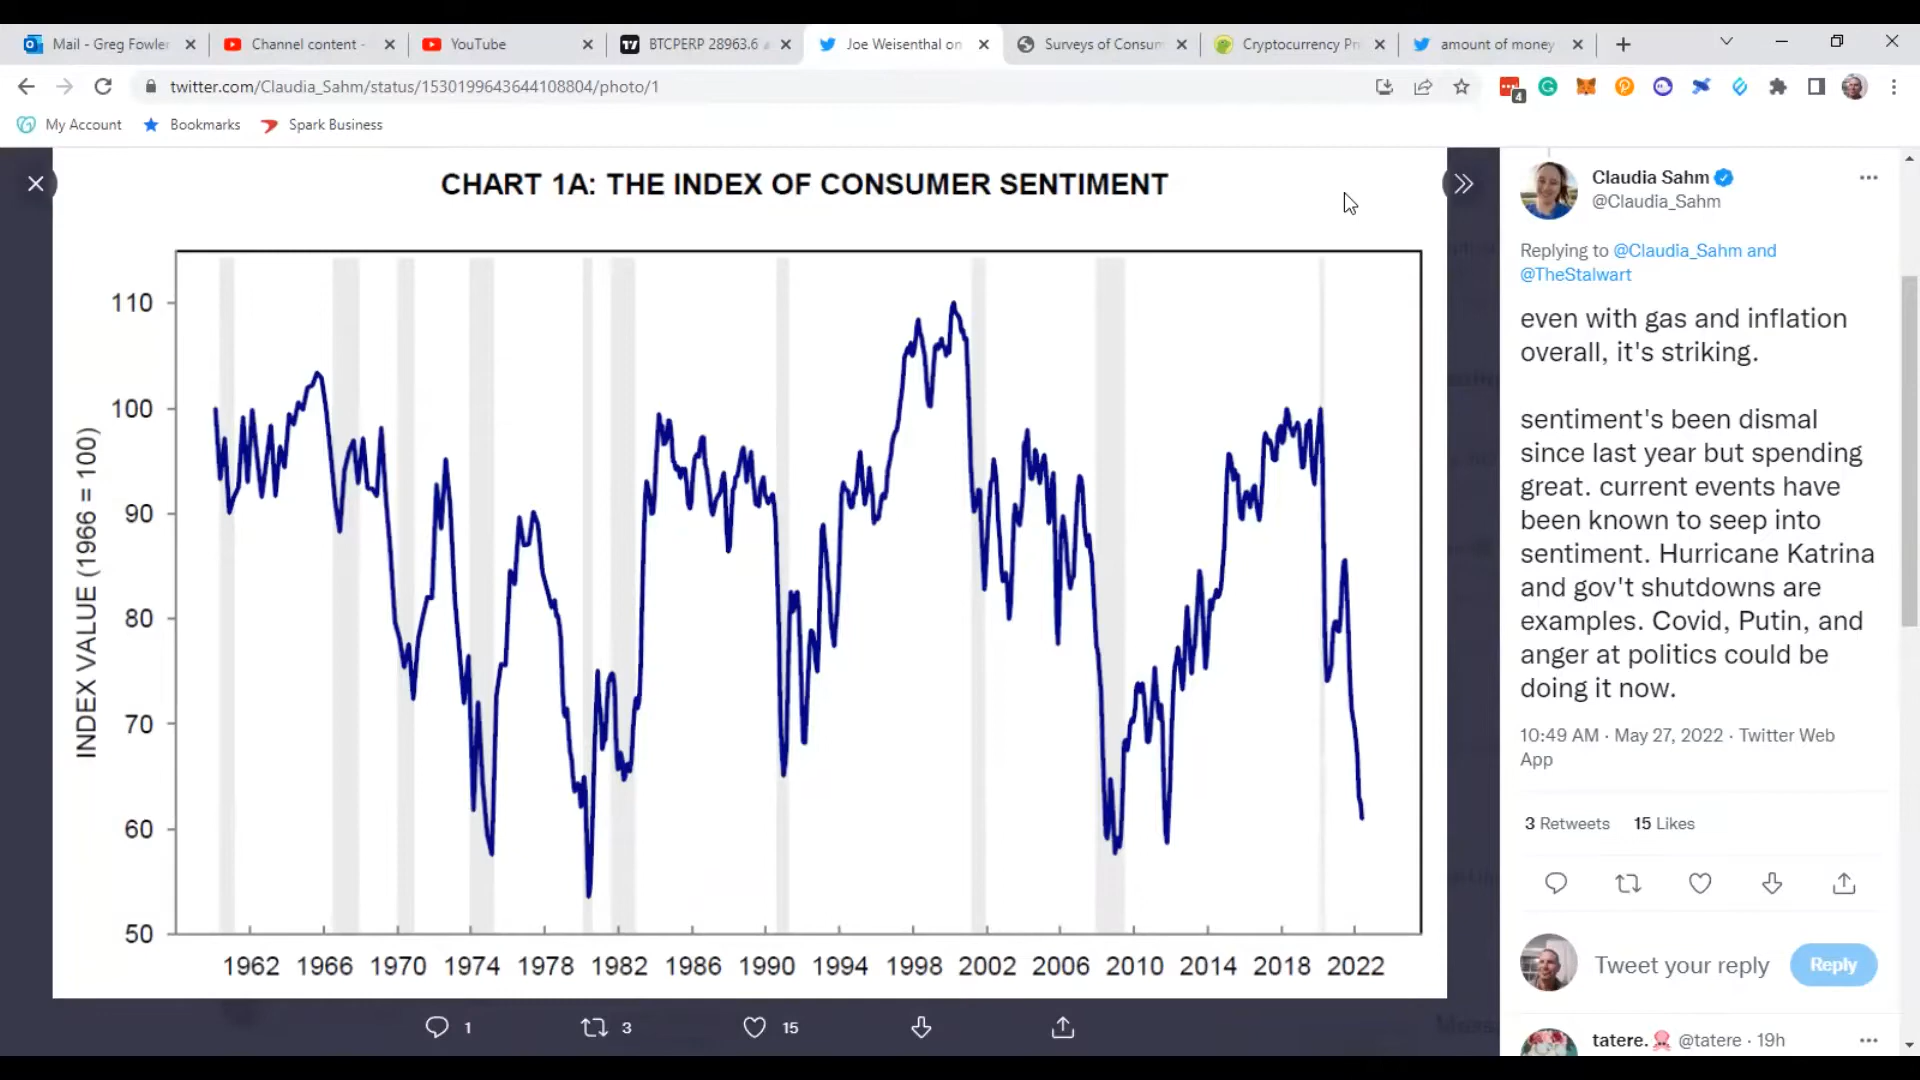 Mail - Greg Fowler
Channel content -
YouTube
BTCPERP 28963.6
Joe Weisenthal on
Surveys of Consum
Cryptocurrency Pri
amount of money
twitter.com/Claudia_Sahm/status/1530199643644108804/photo/1
4
My Account
Bookmarks
Spark Business
CHART 1A: THE INDEX OF CONSUMER SENTIMENT
INDEX VALUE (1966 = 100)
110
100
90
80
70
60
50
1962 1966 1970 1974 1978 1982 1986 1990 1994 1998 2002 2006 2010 2014 2018 2022
1
3
15
Claudia Sahm
@Claudia_Sahm
Replying to @Claudia_Sahm and
@TheStalwart
even with gas and inflation
overall, it's striking.
sentiment's been dismal
since last year but spending
great. current events have
been known to seep into
sentiment. Hurricane Katrina
and gov't shutdowns are
examples. Covid, Putin, and
anger at politics could be
doing it now.
10:49 AM · May 27, 2022 · Twitter Web
App
3 Retweets 15 Likes
Tweet your reply
Reply
tatere. @tatere · 19h